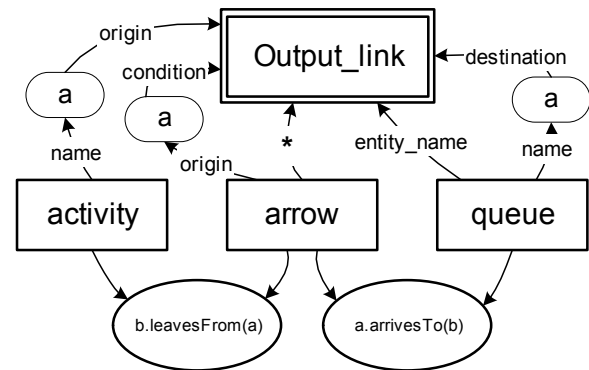 origin
Output_link
destination
condition
a
a
a
*
entity_name
name
origin
name
activity
arrow
queue
b.leavesFrom(a)
a.arrivesTo(b)